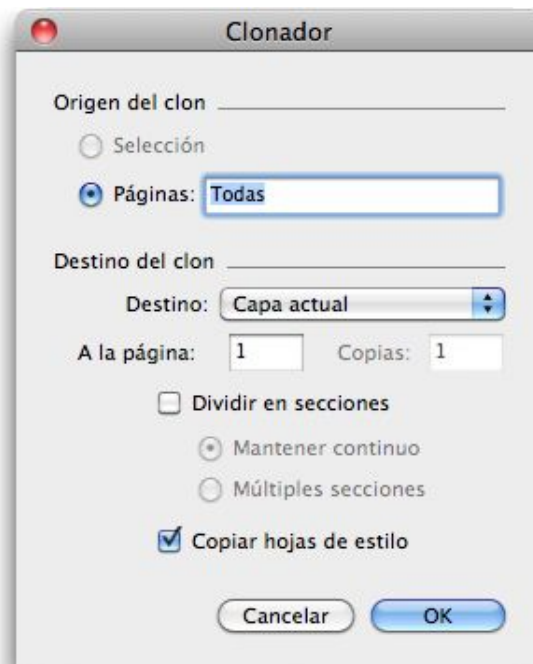 Clonador
Origen del clon
Selección
Páginas: Todas
Destino del clon
Destino: Capa actual
A la página: 1 Copias: 1
Dividir en secciones
Mantener continuo
Múltiples secciones
Copiar hojas de estilo
Cancelar OK